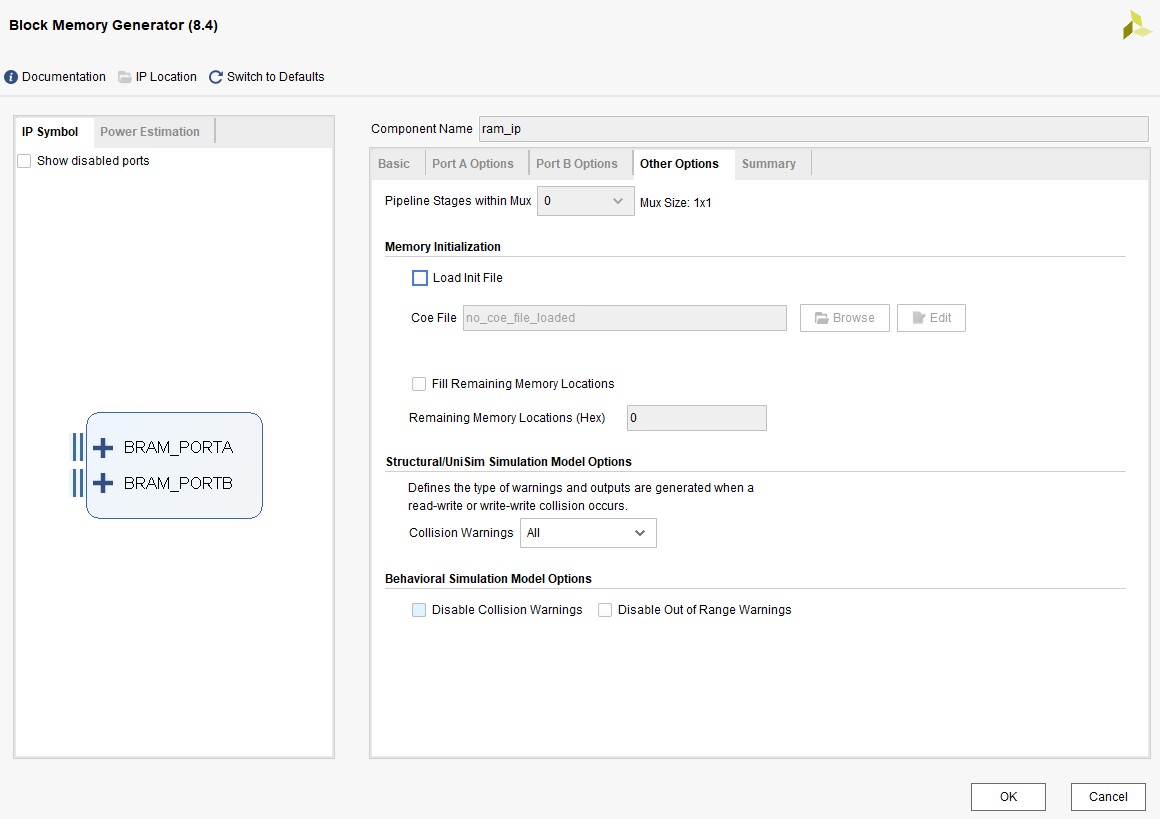 Block Memory Generator (8.4)
Documentation IP Location Switch to Defaults
IP Symbol Power Estimation
Show disabled ports
BRAM_PORTA
BRAM_PORTB
Component Name ram_ip
Basic Port A Options Port B Options Other Options Summary
Pipeline Stages within Mux 0 Mux Size: 1x1
Memory Initialization
Load Init File
Coe File no_coe_file_loaded Browse Edit
Fill Remaining Memory Locations
Remaining Memory Locations (Hex) 0
Structural/UniSim Simulation Model Options
Defines the type of warnings and outputs are generated when a
read-write or write-write collision occurs.
Collision Warnings All
Behavioral Simulation Model Options
Disable Collision Warnings Disable Out of Range Warnings
OK Cancel